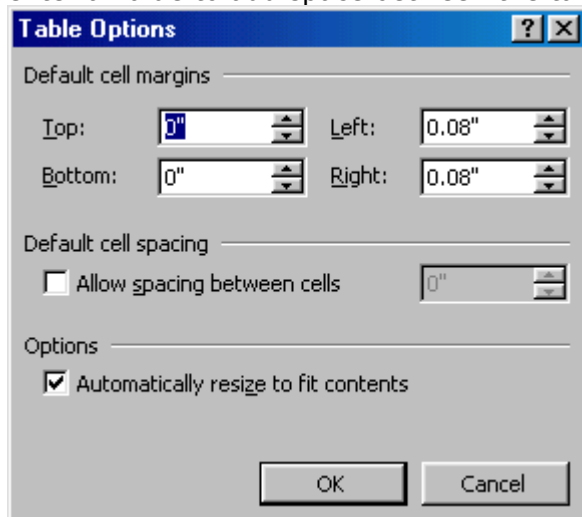 Table Options
Default cell margins
Top: 0" Left: 0.08"
Bottom: 0" Right: 0.08"
Default cell spacing
Allow spacing between cells 0"
Options
Automatically resize to fit contents
OK Cancel